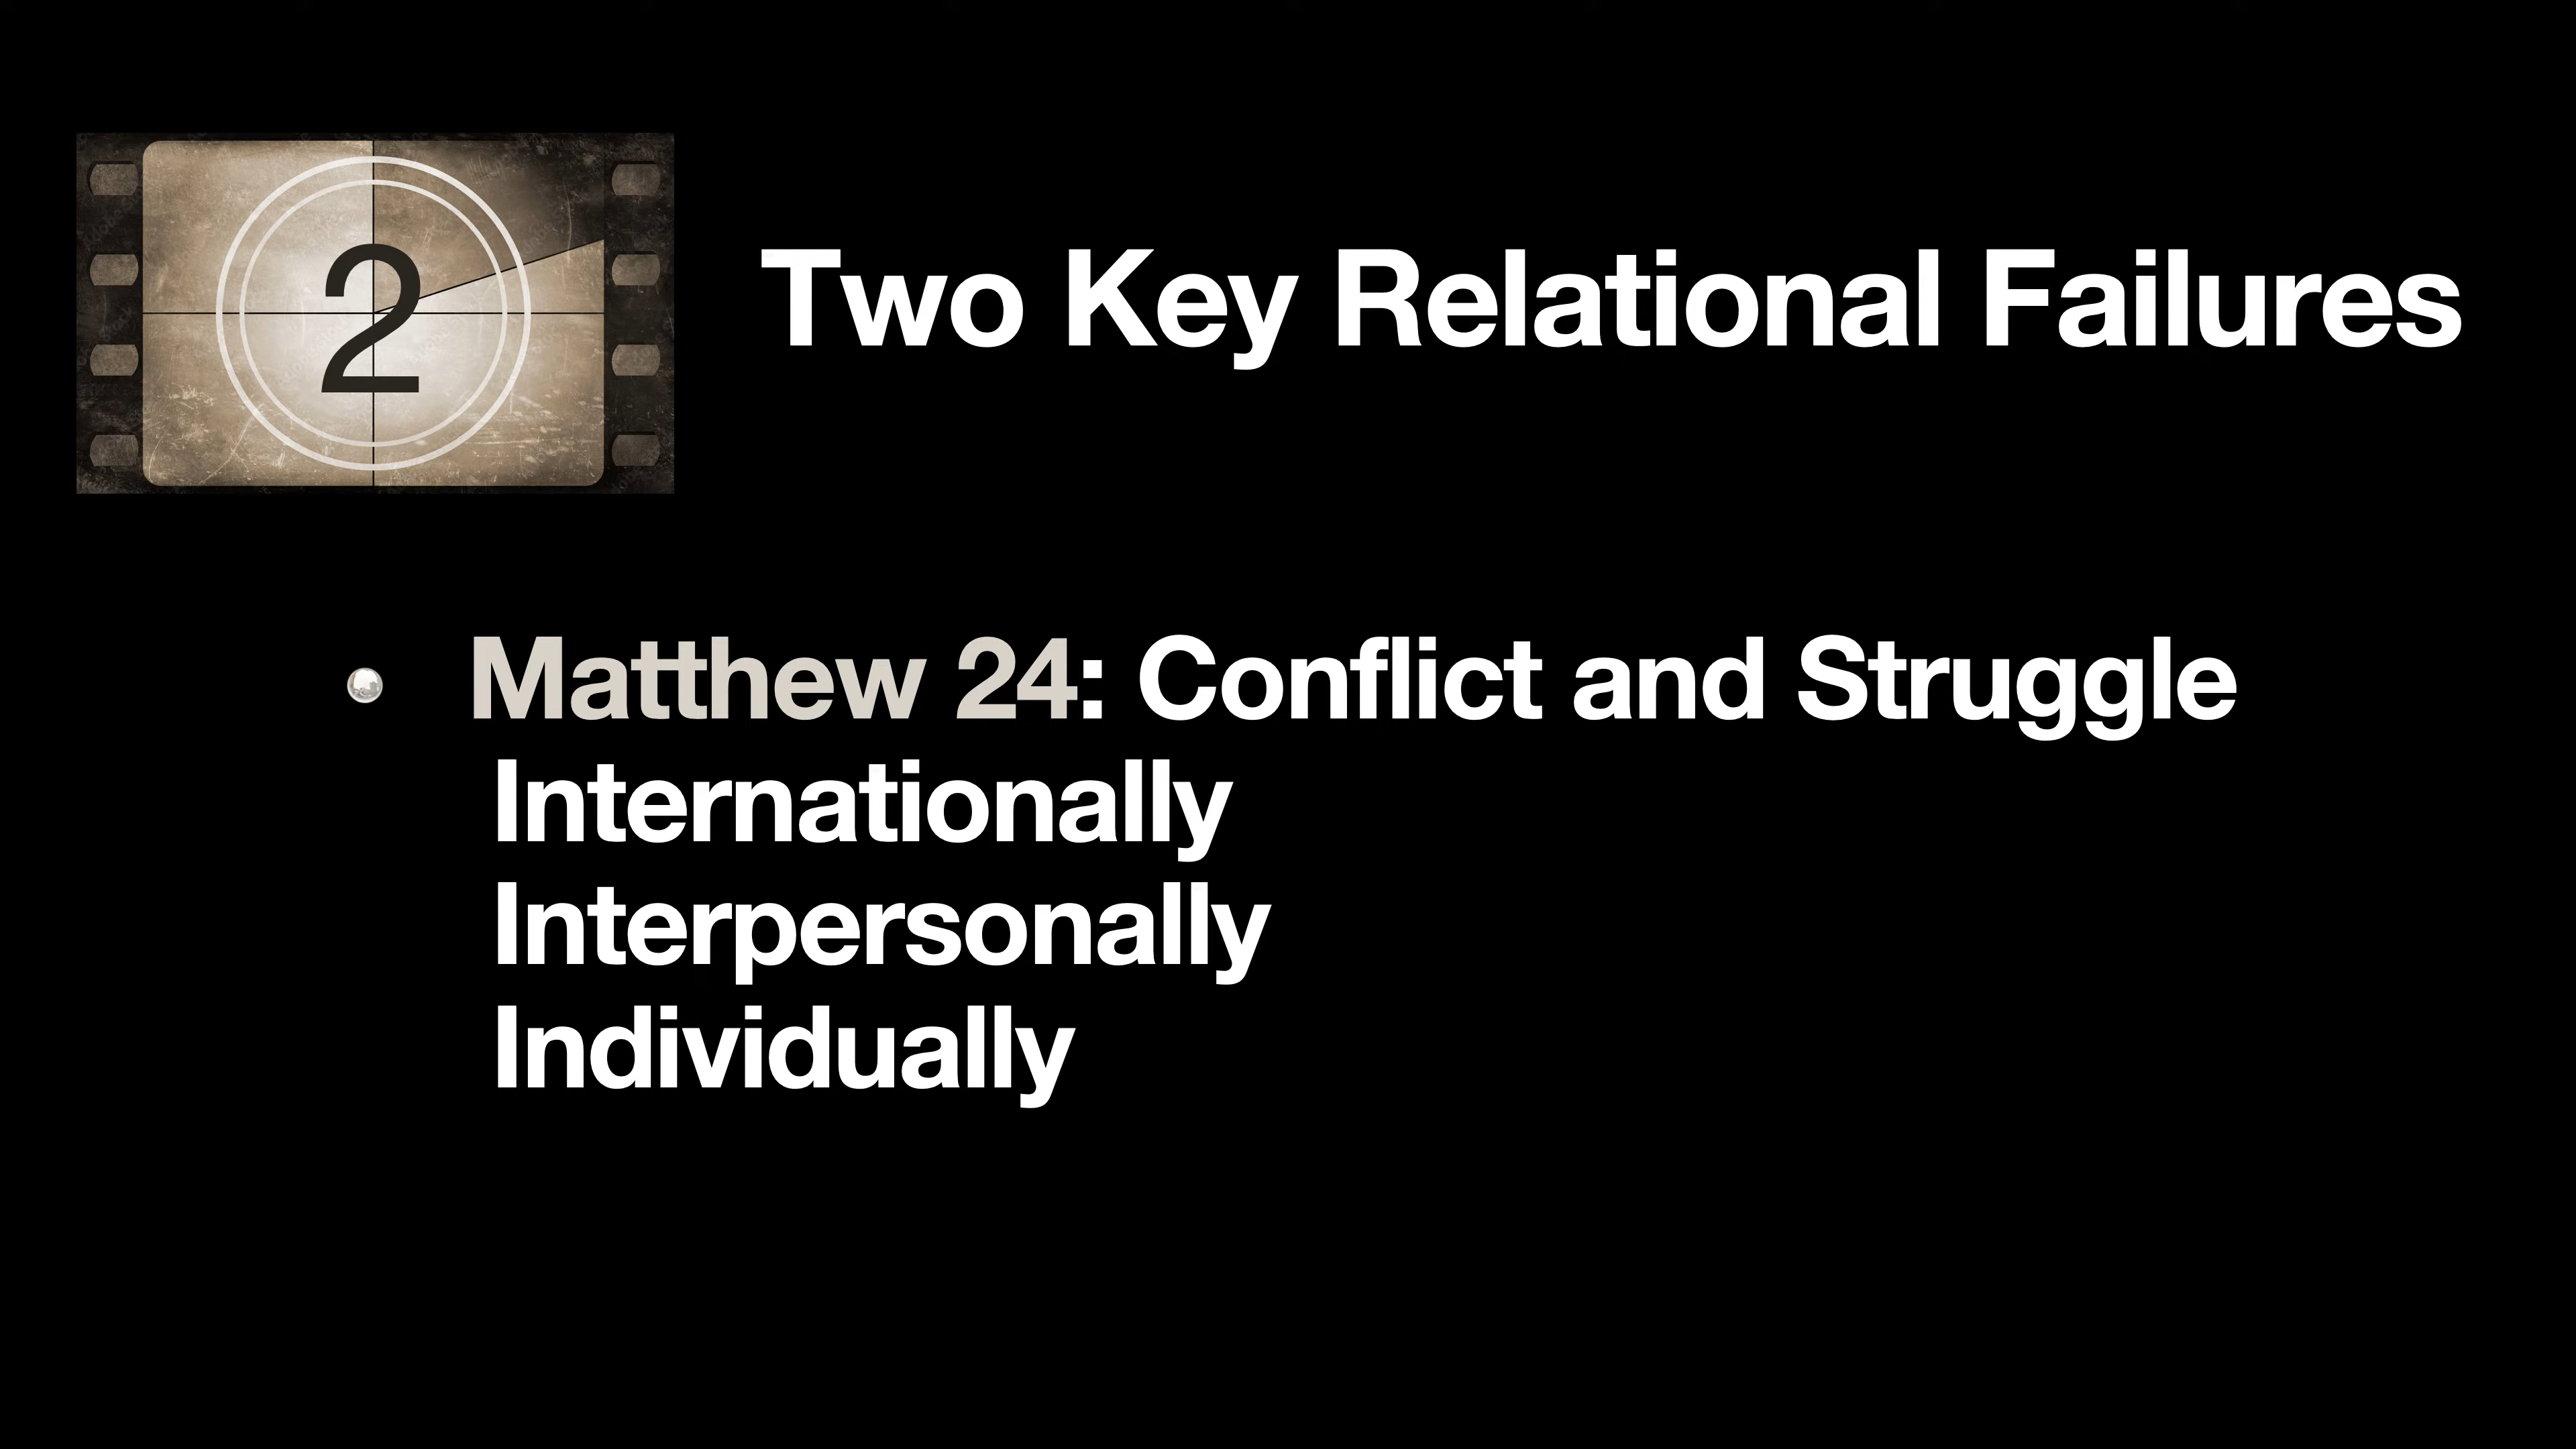 2
Two Key Relational Failures
Matthew 24: Conflict and Struggle
Internationally
Interpersonally
Individually